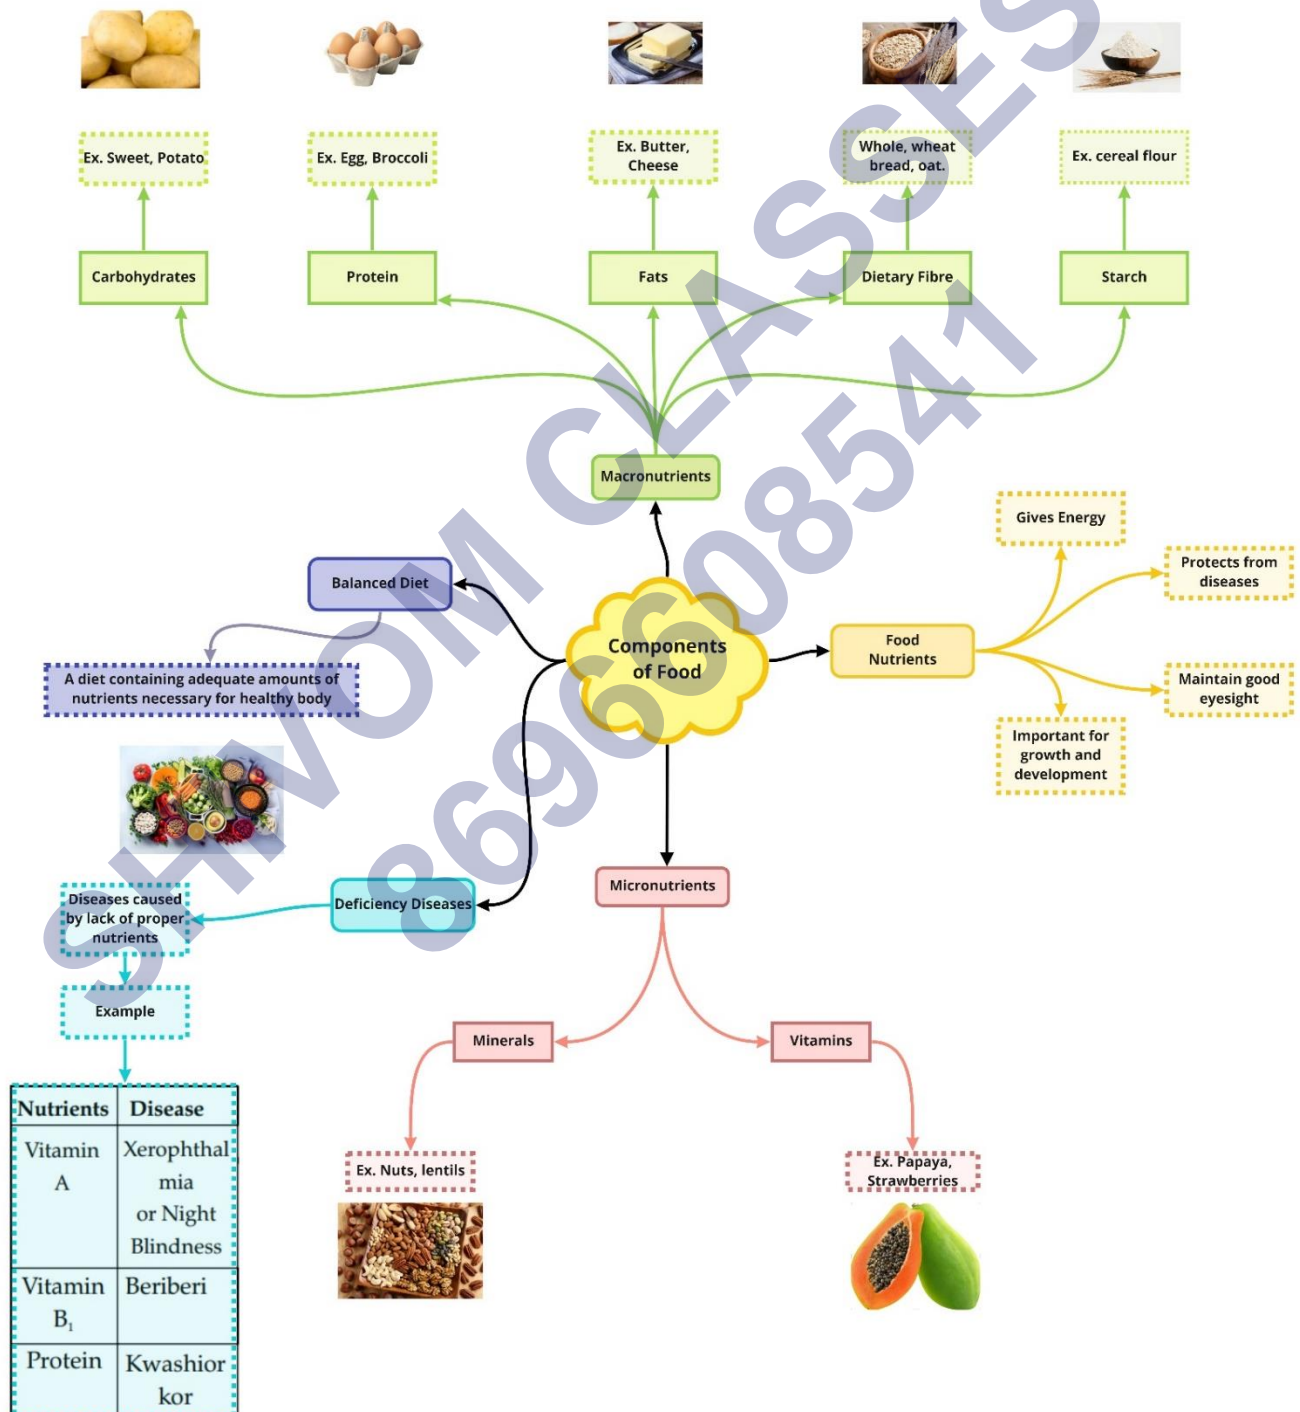 Ex. Sweet, Potato
Ex. Egg, Broccoli
Ex. Butter,
Cheese
Whole, wheat
bread, oat.
Ex. cereal flour
Carbohydrates
Protein
Fats
Dietary Fibre
Starch
Macronutrients
Balanced Diet
A diet containing adequate amounts of
nutrients necessary for healthy body
Components
of Food
Food
Nutrients
Gives Energy
Protects from
diseases
Maintain good
eyesight
Important for
growth and
development
Deficiency Diseases
Diseases caused
by lack of proper
nutrients
Example
Nutrients Disease
Vitamin
A
Xerophthal
mia
or Night
Blindness
Vitamin
B₁
Beriberi
Protein
Kwashior
kor
Micronutrients
Minerals
Vitamins
Ex. Nuts, lentils
Ex. Papaya,
Strawberries
SHIVOM CLASSES
8696608541